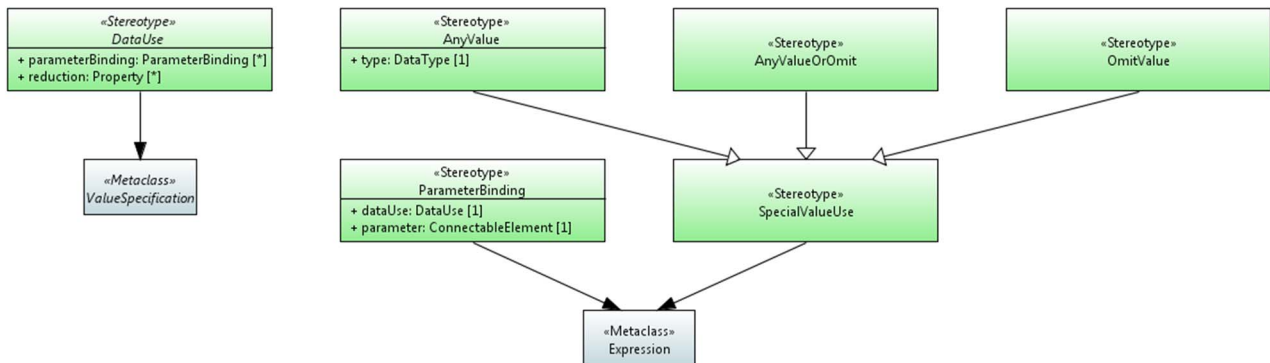 «Stereotype»
DataUse
+ parameterBinding: ParameterBinding [*]
+ reduction: Property [*]
«Stereotype»
AnyValue
+ type: DataType [1]
«Stereotype»
AnyValueOrOmit
«Stereotype»
OmitValue
«Metaclass»
ValueSpecification
«Stereotype»
ParameterBinding
+ dataUse: DataUse [1]
+ parameter: ConnectableElement [1]
«Stereotype»
SpecialValueUse
«Metaclass»
Expression